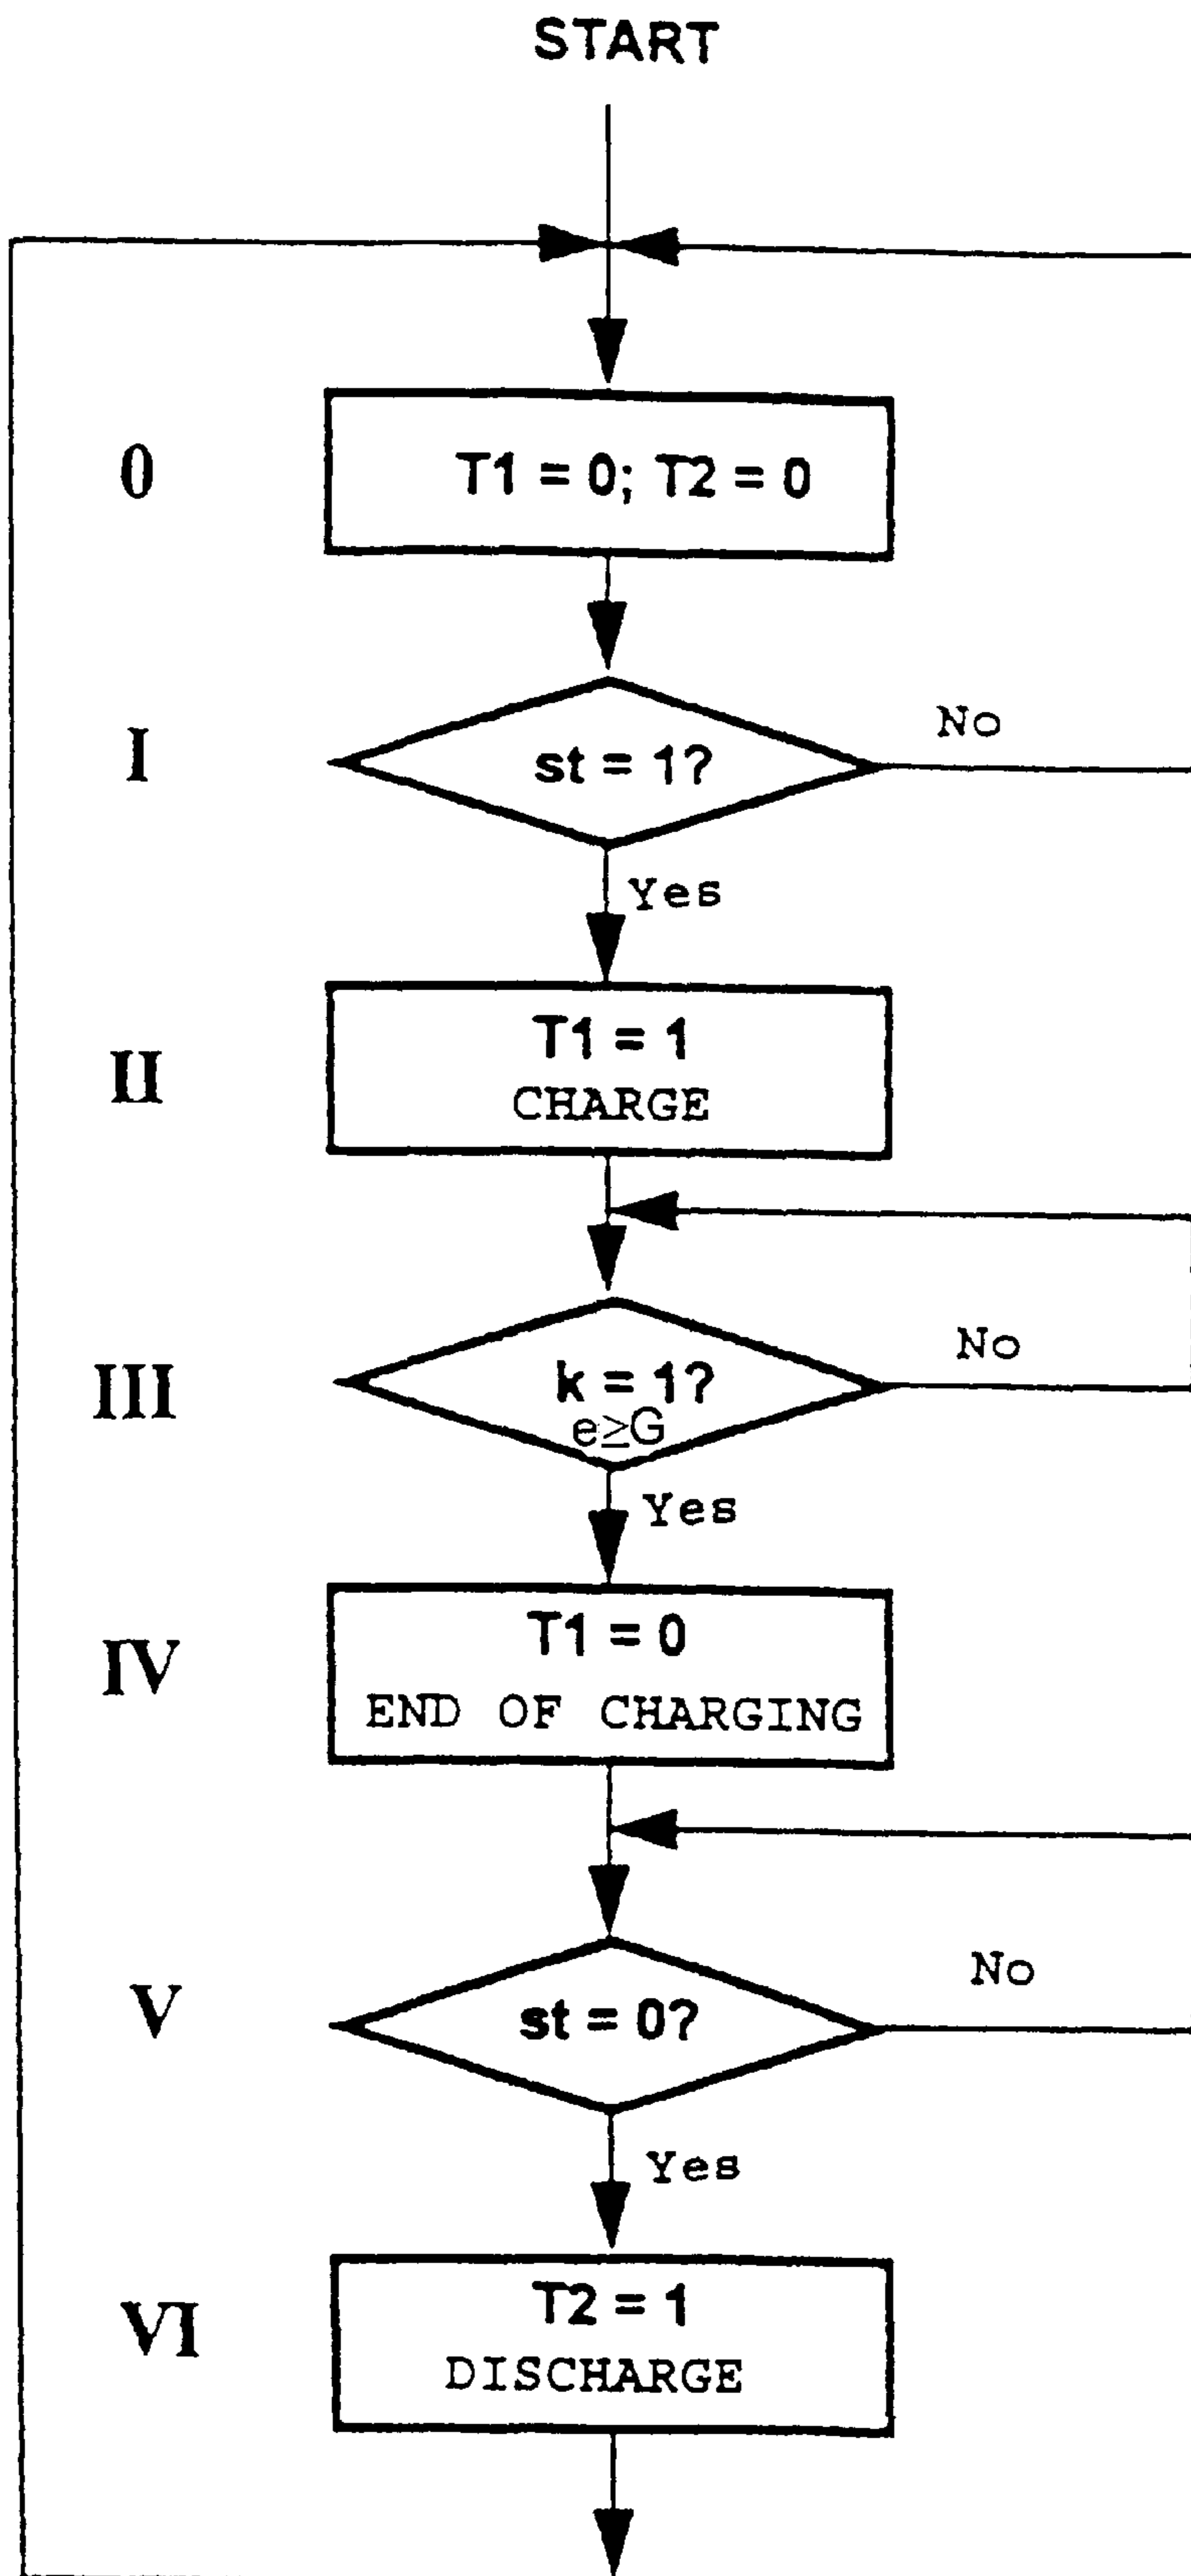 START
0
T1 = 0; T2 = 0
I
st = 1?
No
Yes
II
T1 = 1
CHARGE
III
k = 1?
e≥G
No
Yes
IV
T1 = 0
END OF CHARGING
V
st = 0?
No
Yes
VI
T2 = 1
DISCHARGE